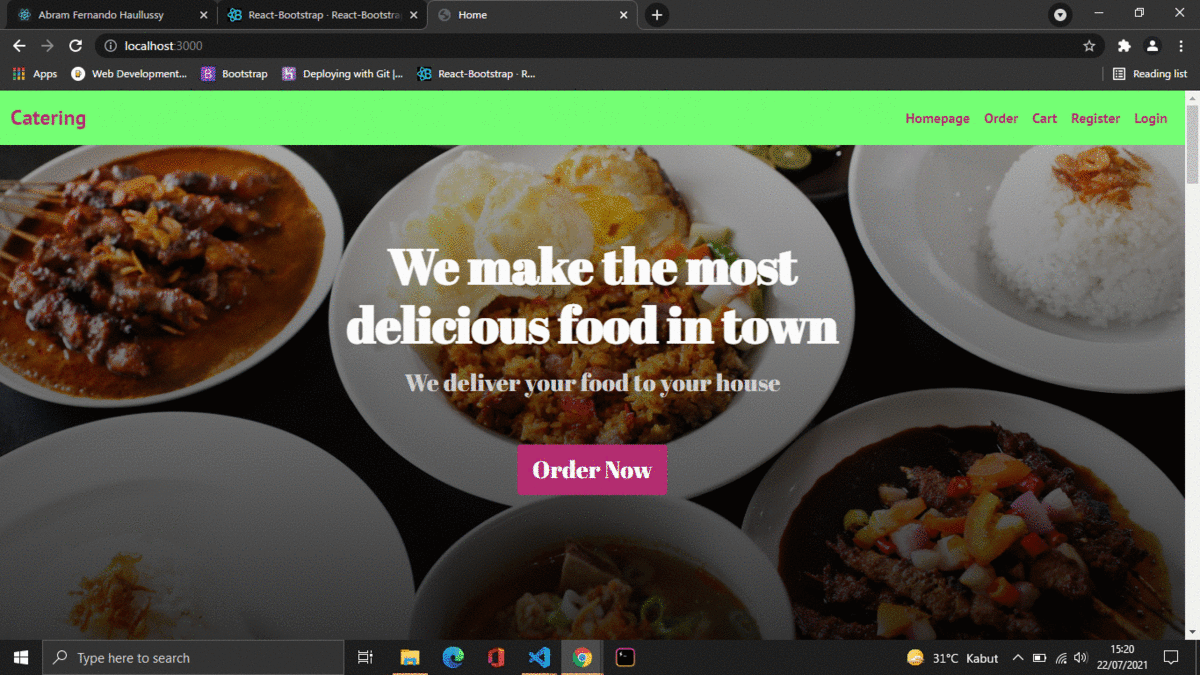 Abram Fernando Haullussy
React-Bootstrap · React-Bootstra
Home
localhost:3000
Apps
Web Development...
Bootstrap
Deploying with Git |...
React-Bootstrap · R...
Reading list
Catering
Homepage
Order
Cart
Register
Login
We make the most
delicious food in town
We deliver your food to your house
Order Now
Type here to search
31°C Kabut
15:20
22/07/2021